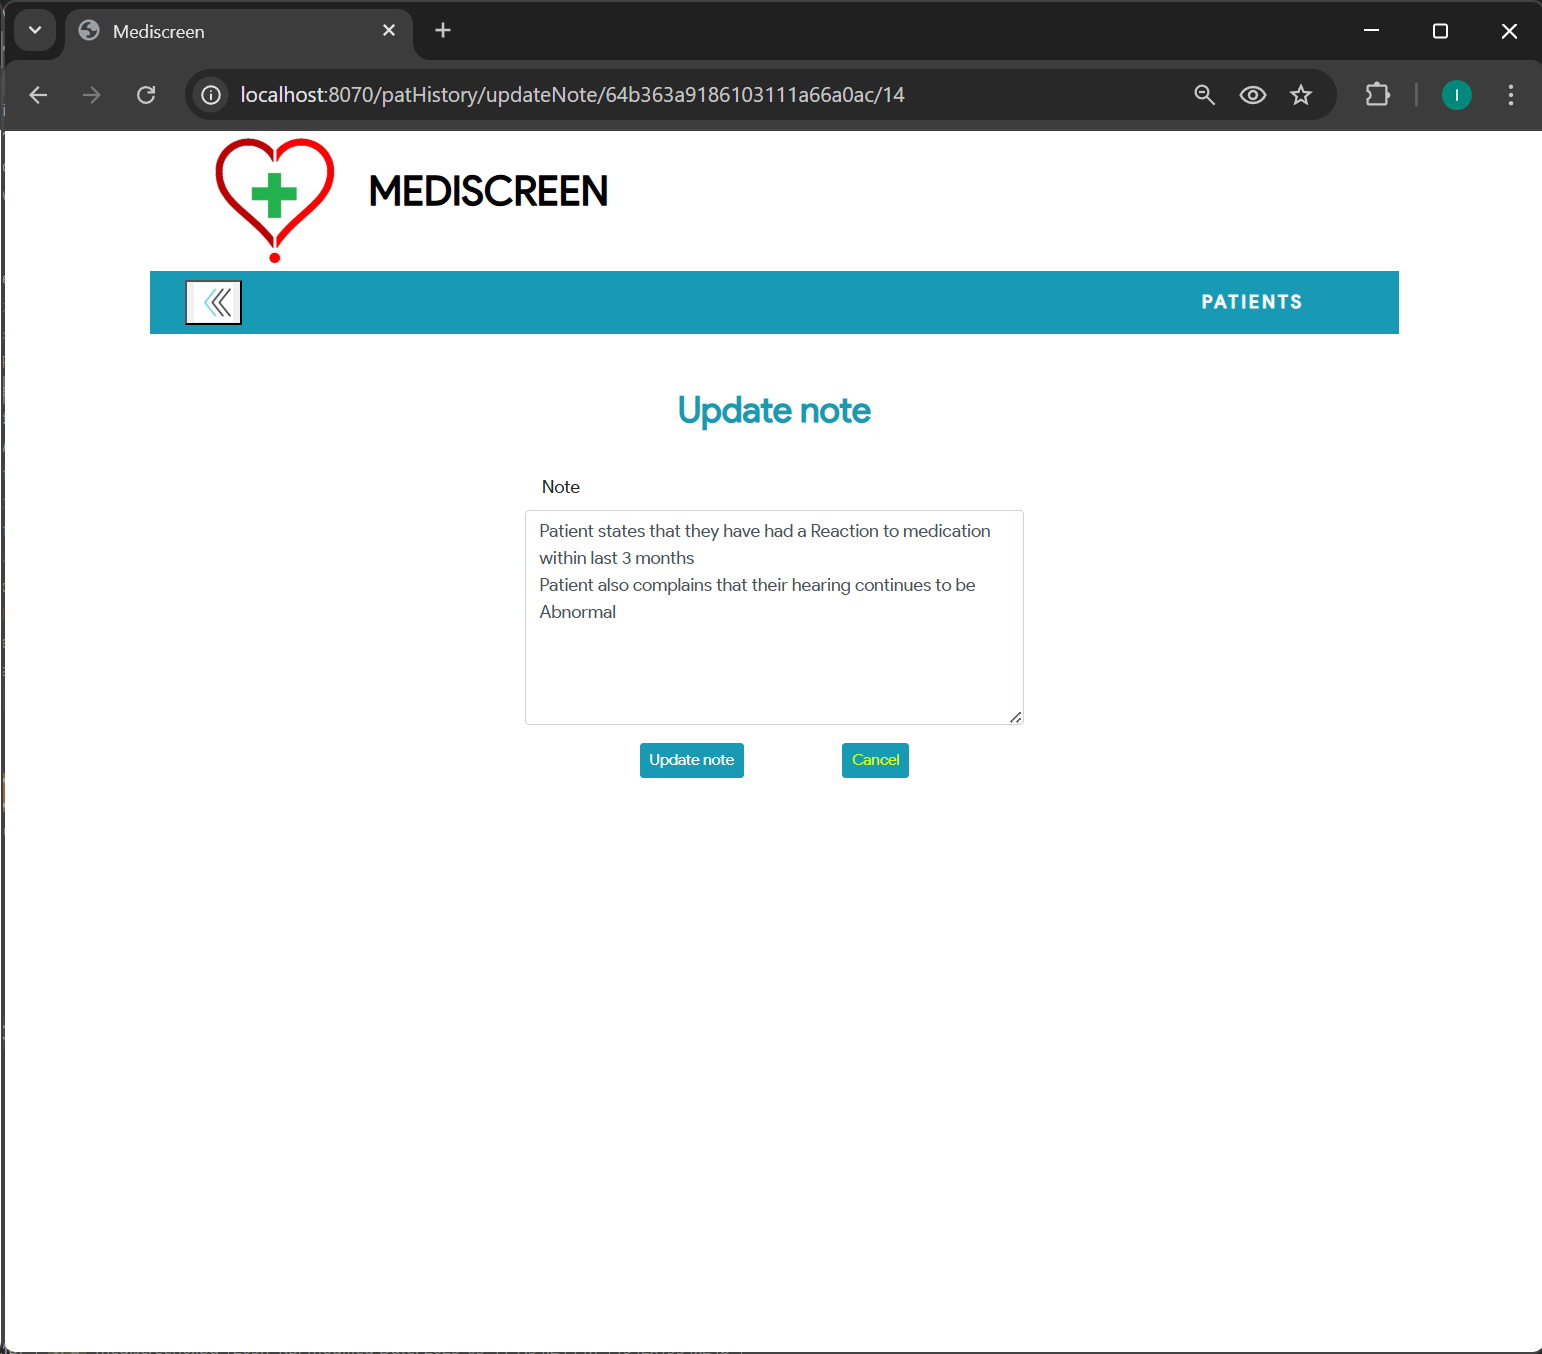 Mediscreen
localhost:8070/patHistory/updateNote/64b363a9186103111a66a0ac/14
I
MEDISCREEN
PATIENTS
Update note
Note
Patient states that they have had a Reaction to medication
within last 3 months
Patient also complains that their hearing continues to be
Abnormal
Update note
Cancel